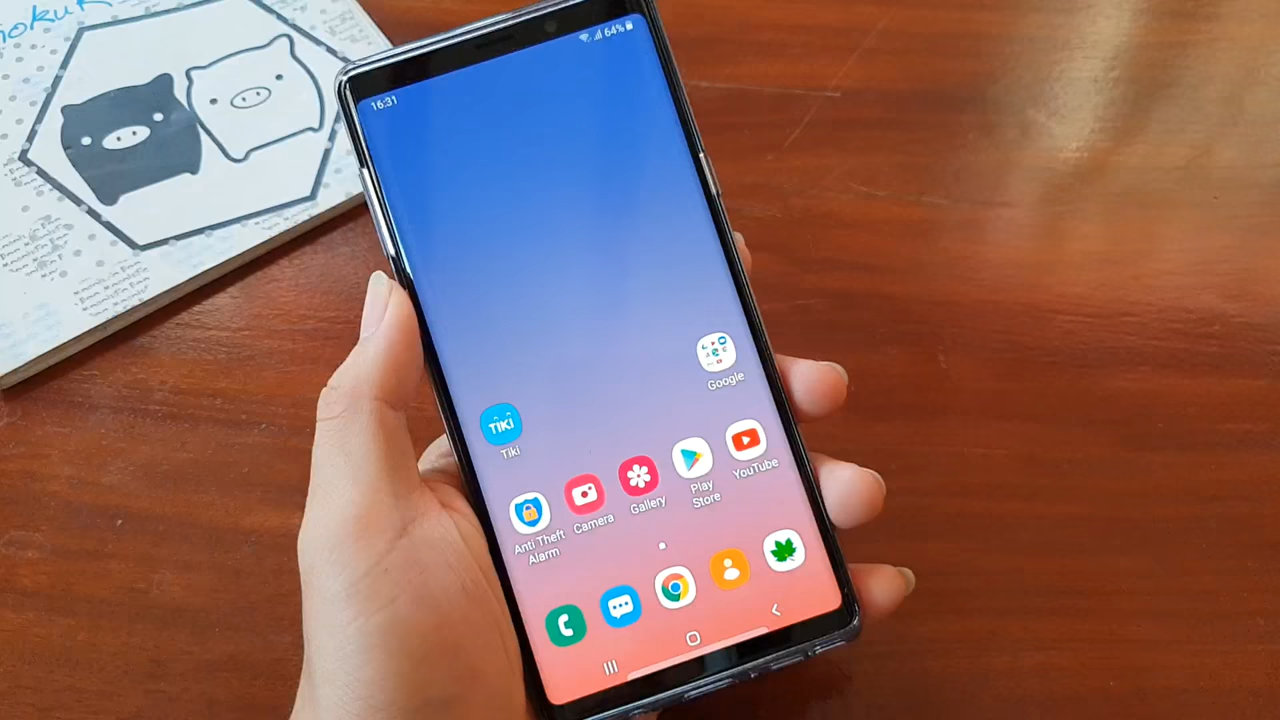 16:31
64%
Google
TIKI
Tiki
YouTube
Play
Store
Gallery
Camera
Anti Theft
Alarm